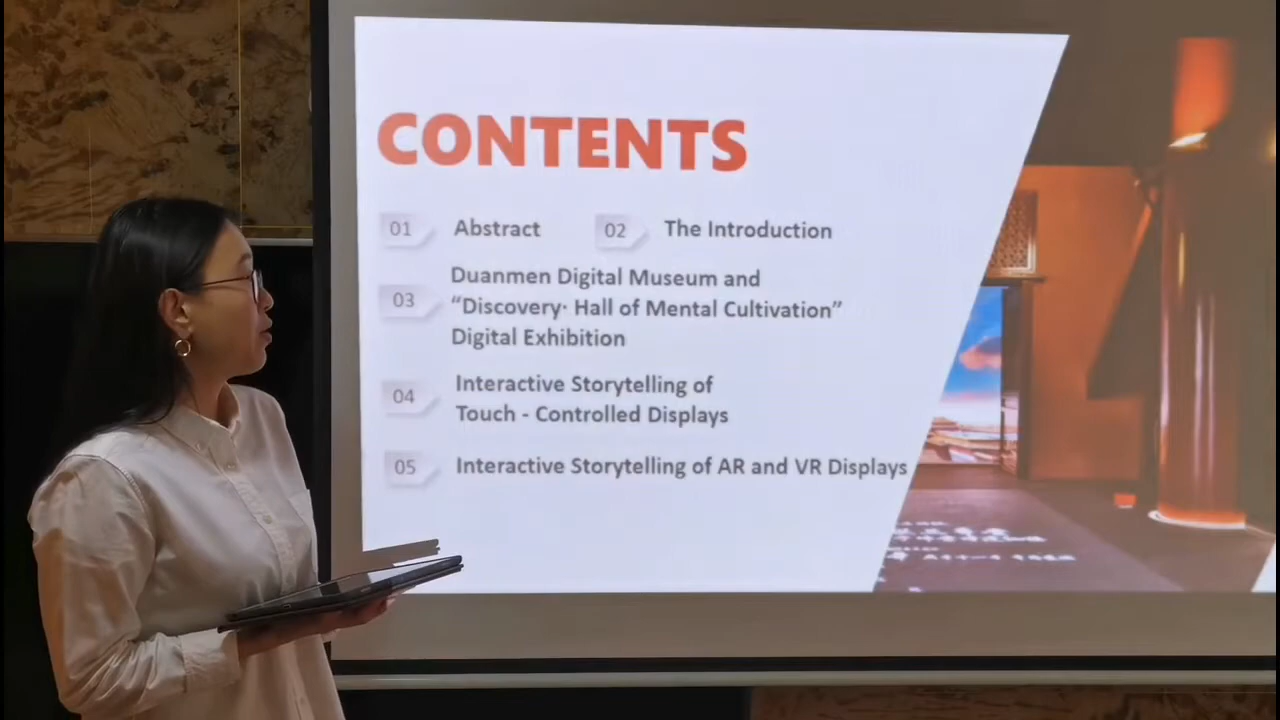 CONTENTS
01 Abstract 02 The Introduction
Duanmen Digital Museum and
03 “Discovery· Hall of Mental Cultivation”
Digital Exhibition
04 Interactive Storytelling of
Touch - Controlled Displays
05 Interactive Storytelling of AR and VR Displays